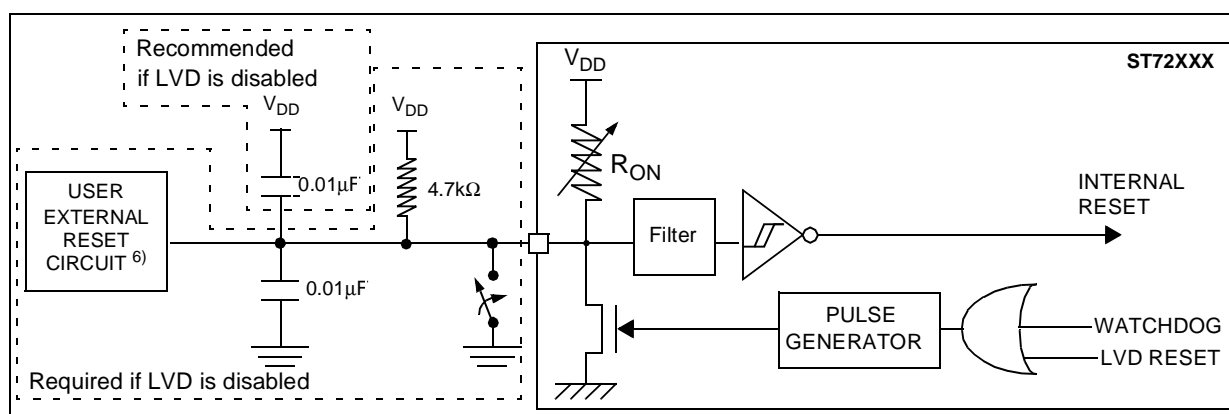 Recommended
if LVD is disabled
VDD
0.01μF
VDD
4.7kΩ
USER
EXTERNAL
RESET
CIRCUIT 6)
0.01μF
Required if LVD is disabled
ST72XXX
VDD
RON
Filter
INTERNAL
RESET
PULSE
GENERATOR
WATCHDOG
LVD RESET